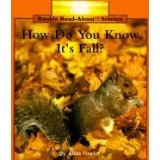 Rookie Read-About Science
How Do You Know
It's Fall?
By Allan Fowler